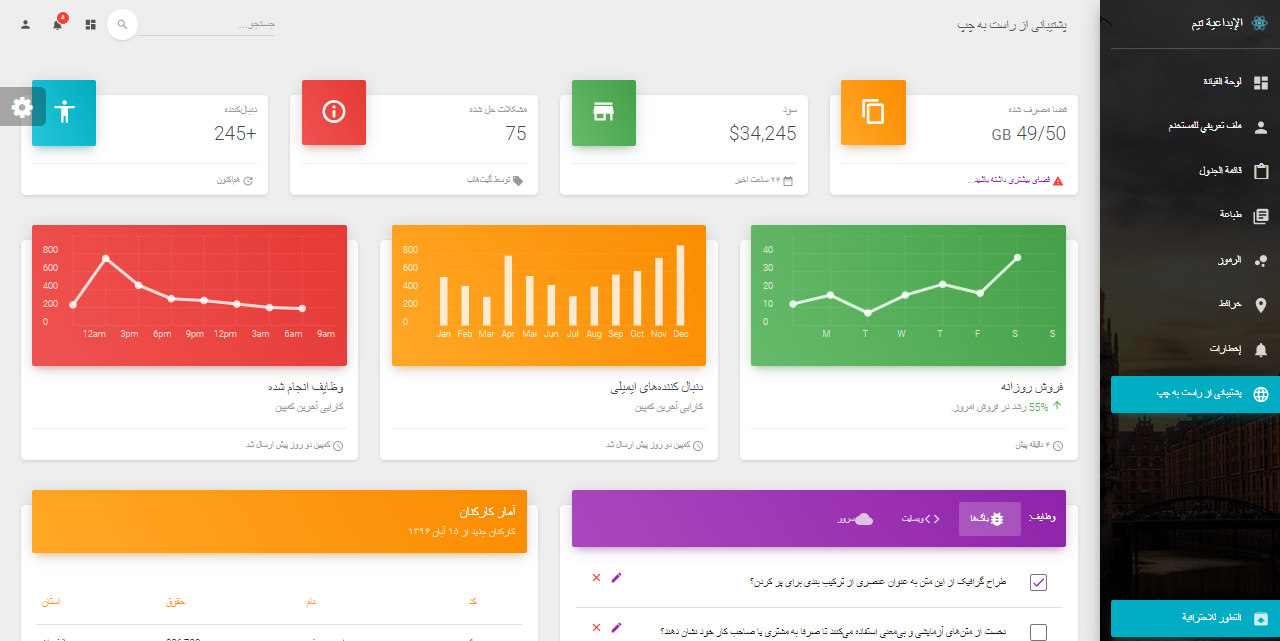 الإبداعية تيم
لوحة القيادة
ملف تعريفي للمستخدم
قائمة الجدول
طباعة
الرموز
خرائط
إخطارات
پشتیبانی از راست به چپ
التطور للاحترافية
پشتیبانی از راست به چپ
جستجو...
۵
فضا مصرف شده
49/50 GB
فضای بیشتری داشته باشید...
سود
$34,245
۲۴ ساعت اخیر
مشکلات حل شده
75
توسط گیت‌هاب
دنبال‌کننده
245+
هم‌اکنون
40
30
20
10
0
M T W T F S S
فروش روزانه
55% رشد در فروش امروز.
۴ دقیقه پیش
800
600
400
200
0
Jan Feb Mar Apr Mai Jun Jul Aug Sep Oct Nov Dec
دنبال کننده‌های ایمیلی
کارایی آخرین کمپین
کمپین دو روز پیش ارسال شد
800
600
400
200
0
12am 3pm 6pm 9pm 12pm 3am 6am 9am
وظایف انجام شده
کارایی آخرین کمپین
کمپین دو روز پیش ارسال شد
وظایف:
باگ‌ها
وبسایت
سرور
طراح گرافیک از این متن به عنوان عنصری از ترکیب بندی برای پر کردن؟
نخست از متن‌های آزمایشی و بی‌معنی استفاده می‌کنند تا صرفا به مشتری یا صاحب کار خود نشان دهند؟
آمار کارکنان
کارکنان جدید از ۱۵ آبان ۱۳۹۶
کد نام حقوق استان